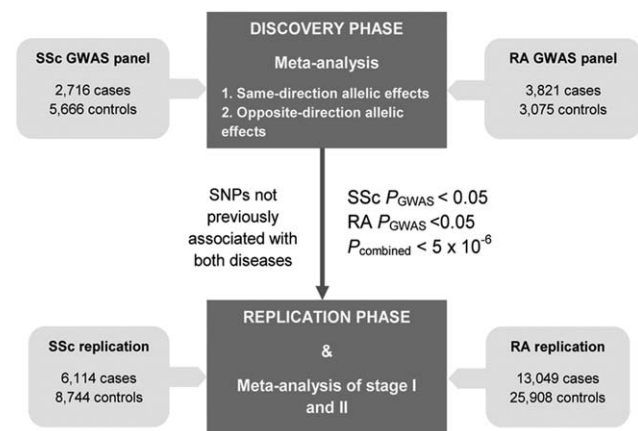 DISCOVERY PHASE
Meta-analysis
1. Same-direction allelic effects
2. Opposite-direction allelic
effects
SSc GWAS panel
2,716 cases
5,666 controls
RA GWAS panel
3,821 cases
3,075 controls
SNPs not
previously
associated with
both diseases
SSc P_GWAS < 0.05
RA P_GWAS <0.05
P_combined < 5 x 10⁻⁶
REPLICATION PHASE
&
Meta-analysis of stage I
and II
SSc replication
6,114 cases
8,744 controls
RA replication
13,049 cases
25,908 controls